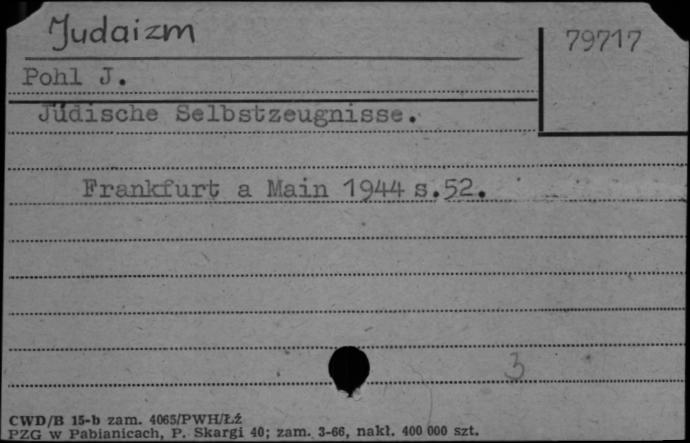 Judaizm
79717
Pohl J.
Jüdische Selbstzeugnisse.
Frankfurt a Main 1944 s.52.
3
CWD/B 15-b zam. 4065/PWH/Łź
PZG w Pabianicach, P. Skargi 40; zam. 3-66, nakł. 400 000 szt.